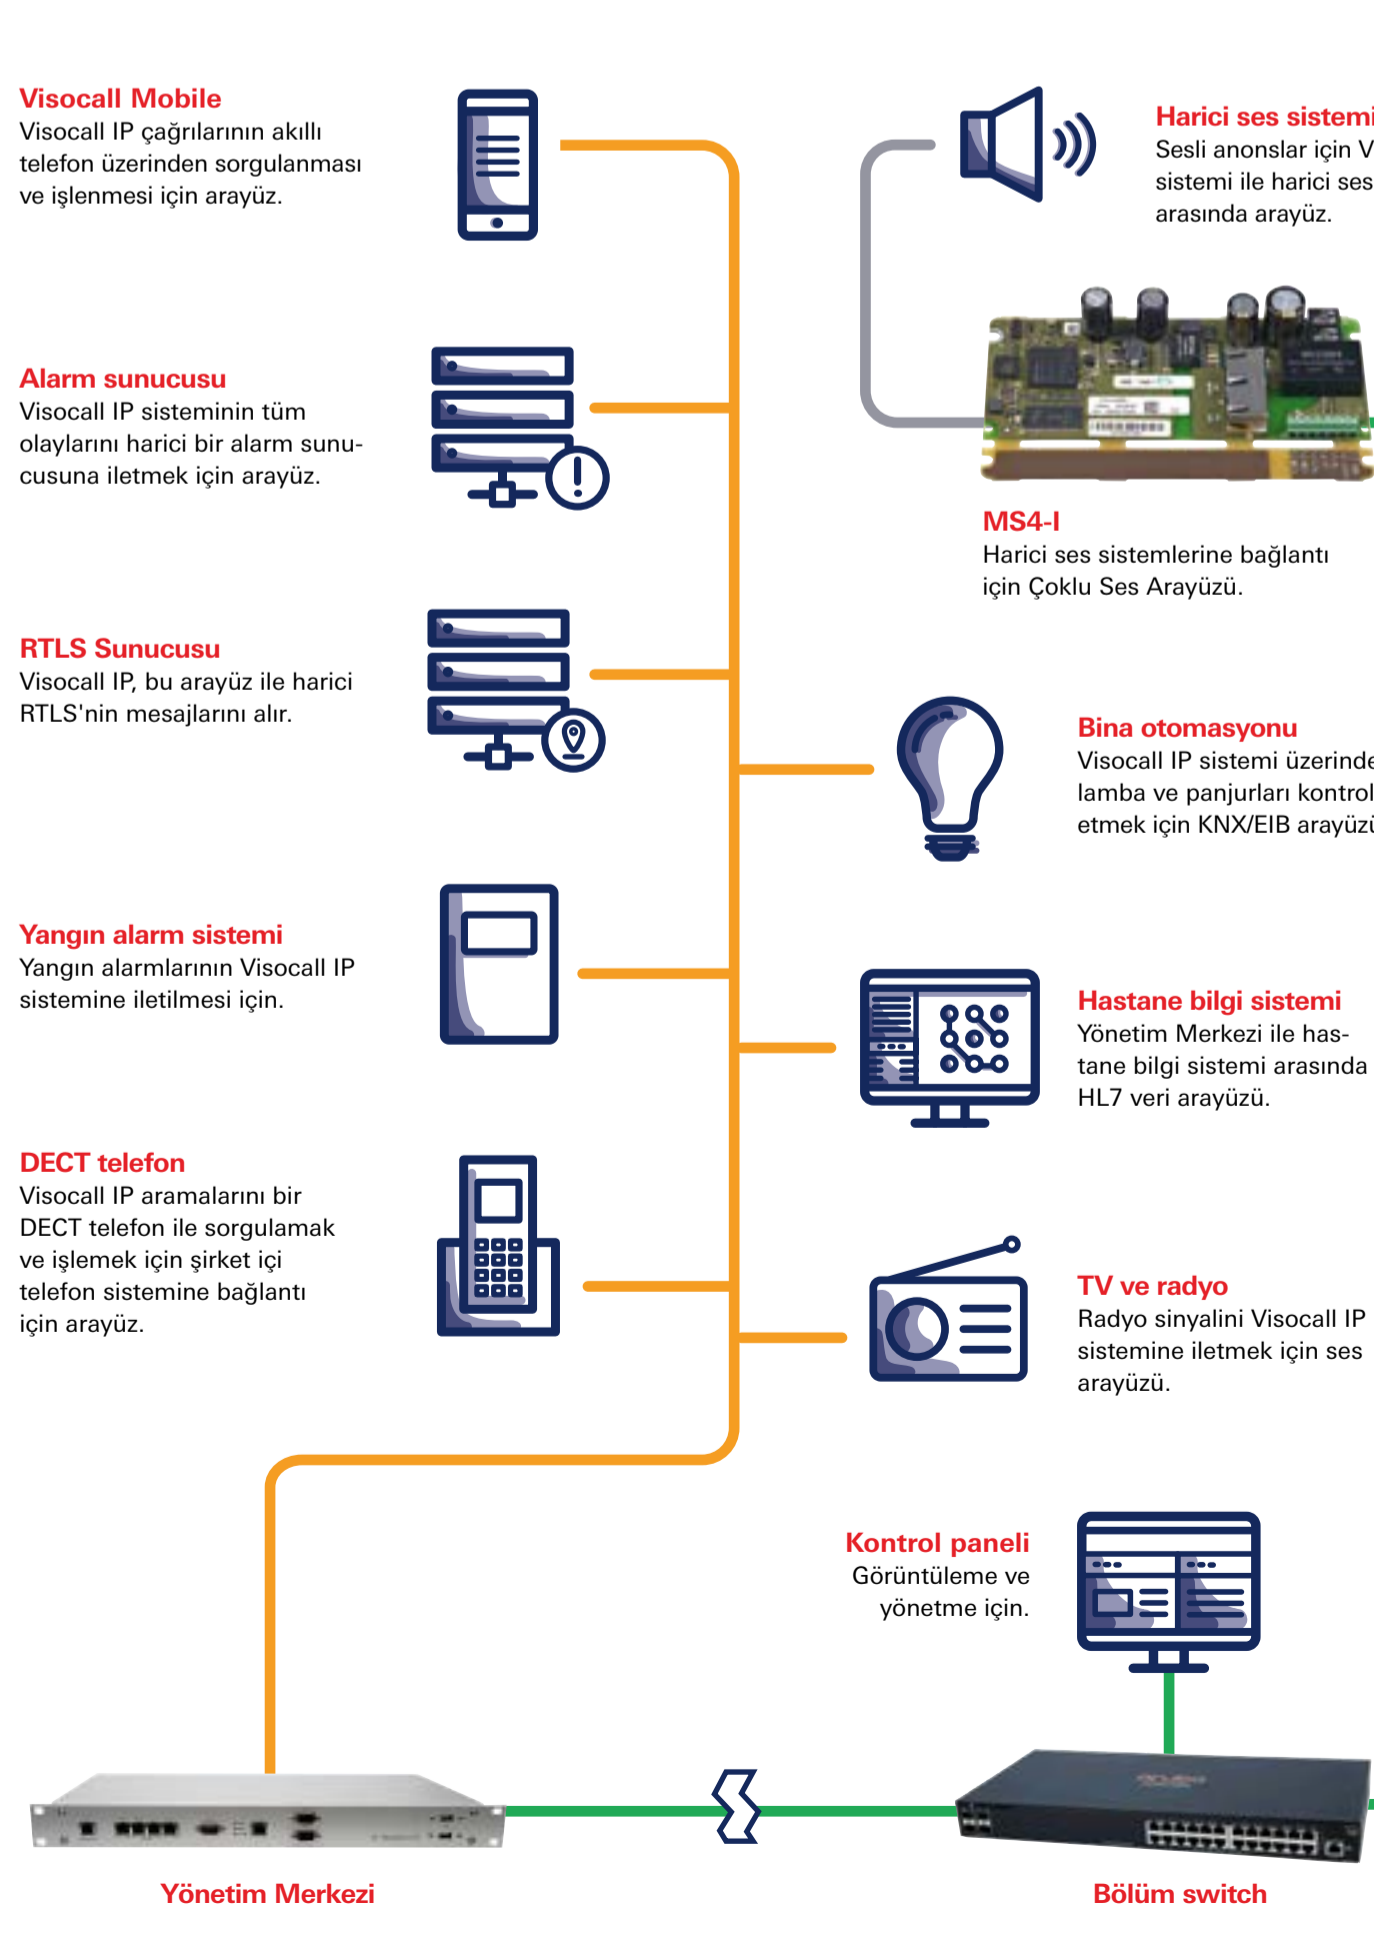 Visocall Mobile
Visocall IP çağrılarının akıllı
telefon üzerinden sorgulanması
ve işlenmesi için arayüz.
Harici ses sistemi
Sesli anonslar için V
sistemi ile harici ses
arasında arayüz.
Alarm sunucusu
Visocall IP sisteminin tüm
olaylarını harici bir alarm sunu-
cusuna iletmek için arayüz.
MS4-I
Harici ses sistemlerine bağlantı
için Çoklu Ses Arayüzü.
RTLS Sunucusu
Visocall IP, bu arayüz ile harici
RTLS'nin mesajlarını alır.
Bina otomasyonu
Visocall IP sistemi üzerinde
lamba ve panjurları kontrol
etmek için KNX/EIB arayüzü
Yangın alarm sistemi
Yangın alarmlarının Visocall IP
sistemine iletilmesi için.
Hastane bilgi sistemi
Yönetim Merkezi ile has-
tane bilgi sistemi arasında
HL7 veri arayüzü.
DECT telefon
Visocall IP aramalarını bir
DECT telefon ile sorgulamak
ve işlemek için şirket içi
telefon sistemine bağlantı
için arayüz.
TV ve radyo
Radyo sinyalini Visocall IP
sistemine iletmek için ses
arayüzü.
Kontrol paneli
Görüntüleme ve
yönetme için.
Yönetim Merkezi
Bölüm switch